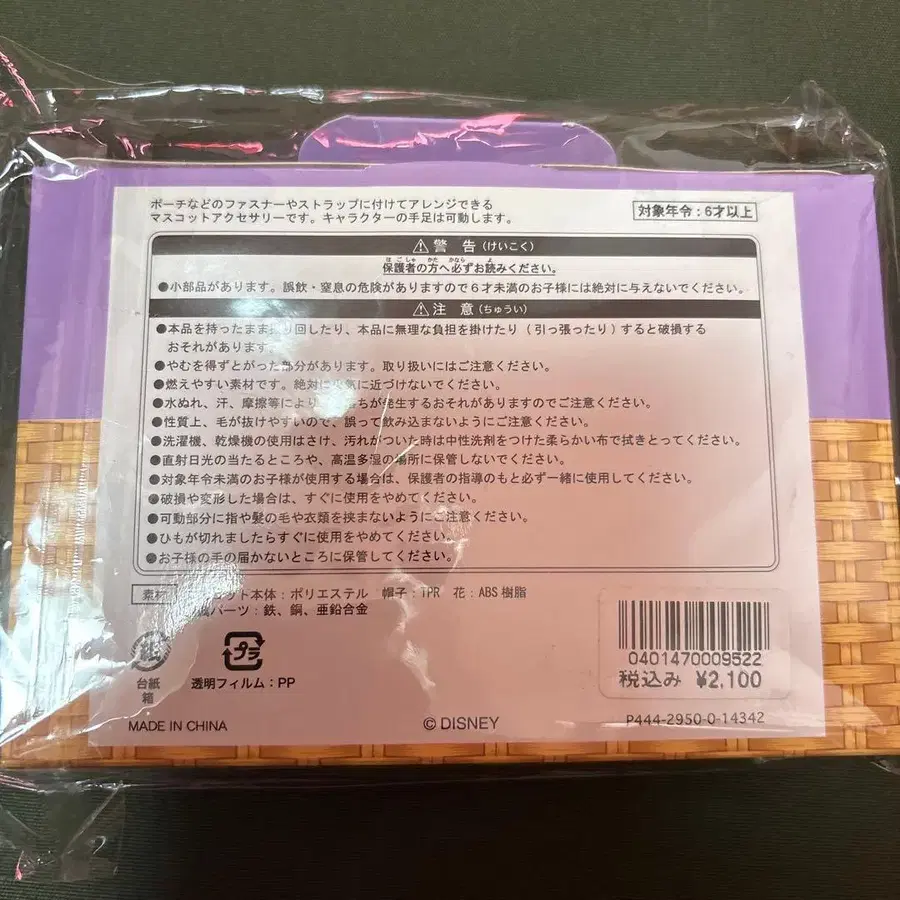 ポーチなどのファスナーやストラップに付けてアレンジできる
マスコットアクセサリーです。キャラクターの手足は可動します。
対象年令：6才以上
⚠警 告（けいこく）
保護者の方へ必ずお読みください。
●小部品があります。誤飲・窒息の危険がありますので6才未満のお子様には絶対に与えないでください。
⚠注 意（ちゅうい）
●本品を持ったまま 回したり、本品に無理な負担を掛けたり（引っ張ったり）すると破損する
おそれがあります。
●やむを得ずとがった部分があります。取り扱いにはご注意ください。
●燃えやすい素材です。絶対に 気に近づけないでください。
●水ぬれ、汗、摩擦等により 落ちが発生するおそれがありますのでご注意ください。
●性質上、毛が抜けやすいので、誤って飲み込まないようにご注意ください。
●洗濯機、乾燥機の使用はさけ、汚れがついた時は中性洗剤をつけた柔らかい布で拭きとってください。
●直射日光の当たるところや、高温多湿の場所に保管しないでください。
●対象年令未満のお子様が使用する場合は、保護者の指導のもと必ず一緒に使用してください。
●破損や変形した場合は、すぐに使用をやめてください。
●可動部分に指や髪の毛や衣類を挟まないようにご注意ください。
●ひもが切れましたらすぐに使用をやめてください。
●お子様の手の届かないところに保管してください。
素材 ット本体：ポリエステル 帽子：TPR 花：ABS樹脂
パーツ：鉄、銅、亜鉛合金
紙
台紙
箱
プラ
透明フィルム：PP
0401470009522
税込み ¥2,100
MADE IN CHINA
© DISNEY
P444-2950-0-14342